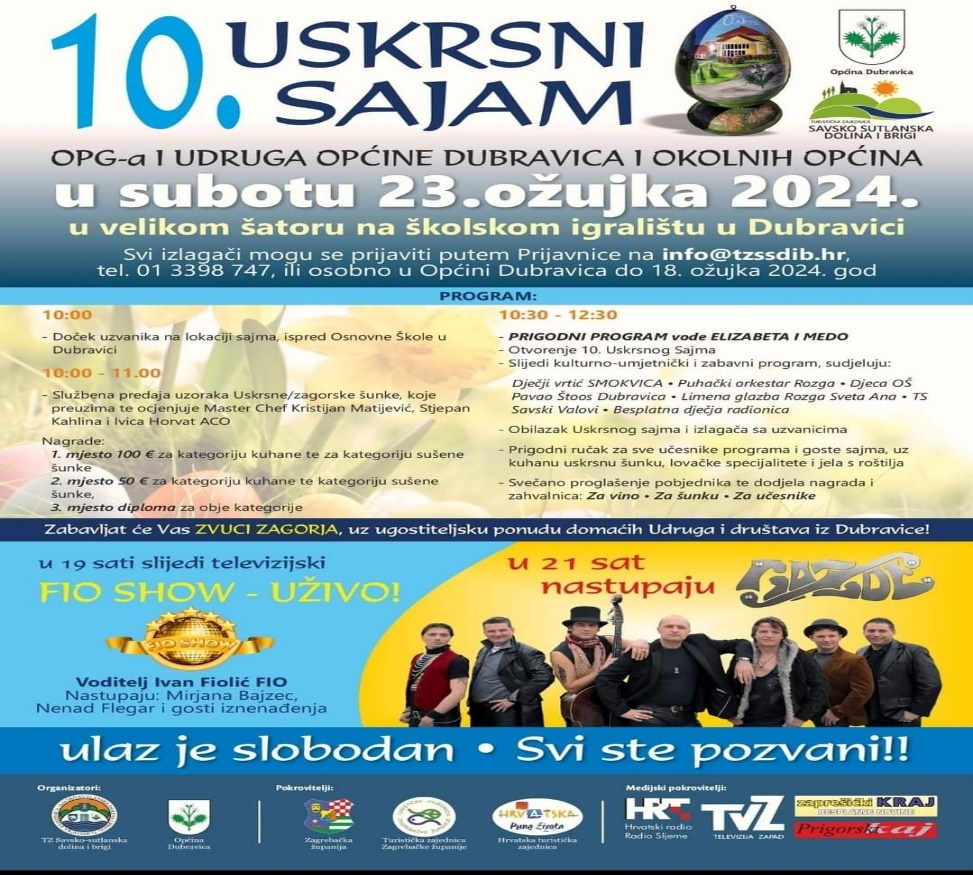 10. USKRSNI
SAJAM
Općina Dubravica
TURISTIČKA ZAJEDNICA
SAVSKO SUTLANSKA
DOLINA I BRIGI
OPG-a I UDRUGA OPĆINE DUBRAVICA I OKOLNIH OPĆINA
u subotu 23.ožujka 2024.
u velikom šatoru na školskom igralištu u Dubravici
Svi izlagači mogu se prijaviti putem Prijavnice na info@tzssdib.hr,
tel. 01 3398 747, ili osobno u Općini Dubravica do 18. ožujka 2024. god
PROGRAM:
10:00
- Doček uzvanika na lokaciji sajma, ispred Osnovne Škole u
Dubravici
10:00 - 11.00
- Službena predaja uzoraka Uskrsne/zagorske šunke, koje
preuzima te ocjenjuje Master Chef Kristijan Matijević, Stjepan
Kahlina i Ivica Horvat ACO
Nagrade:
1. mjesto 100 € za kategoriju kuhane te za kategoriju sušene
šunke
2. mjesto 50 € za kategoriju kuhane te za kategoriju sušene
šunke,
3. mjesto diploma za obje kategorije
10:30 - 12:30
- PRIGODNI PROGRAM vode ELIZABETA I MEDO
- Otvorenje 10. Uskrsnog Sajma
- Slijedi kulturno-umjetnički i zabavni program, sudjeluju:
Dječji vrtić SMOKVICA • Puhački orkestar Rozga • Djeca OŠ
Pavao Štoos Dubravica • Limena glazba Rozga Sveta Ana • TS
Savski Valovi • Besplatna dječja radionica
- Obilazak Uskrsnog sajma i izlagača sa uzvanicima
- Prigodni ručak za sve učesnike programa i goste sajma, uz
kuhanu uskrsnu šunku, lovačke specijalitete i jela s roštilja
- Svečano proglašenje pobjednika te dodjela nagrada i
zahvalnica: Za vino • Za šunku • Za učesnike
Zabavljat će Vas ZVUCI ZAGORJA, uz ugostiteljsku ponudu domaćih Udruga i društava iz Dubravice!
u 19 sati slijedi televizijski
FIO SHOW - UŽIVO!
FIO SHOW
Voditelj Ivan Fiolić FIO
Nastupaju: Mirjana Bajzec,
Nenad Flegar i gosti iznenađenja
u 21 sat
nastupaju
GAZDE
ulaz je slobodan • Svi ste pozvani!!
Organizatori:
TZ Savsko-sutlanska
dolina i brigi
Općina
Dubravica
Pokrovitelji:
Zagrebačka
županija
Turistička zajednica
Zagrebačke županije
HRVATSKA
Puna života
Hrvatska turistička
zajednica
Medijski pokrovitelji:
HRT
Hrvatski radio
Radio Sljeme
TVZ
TELEVIZIJA ZAPAD
zaprešićki KRAJ
BESPLATNE NOVINE
Prigorski kaj